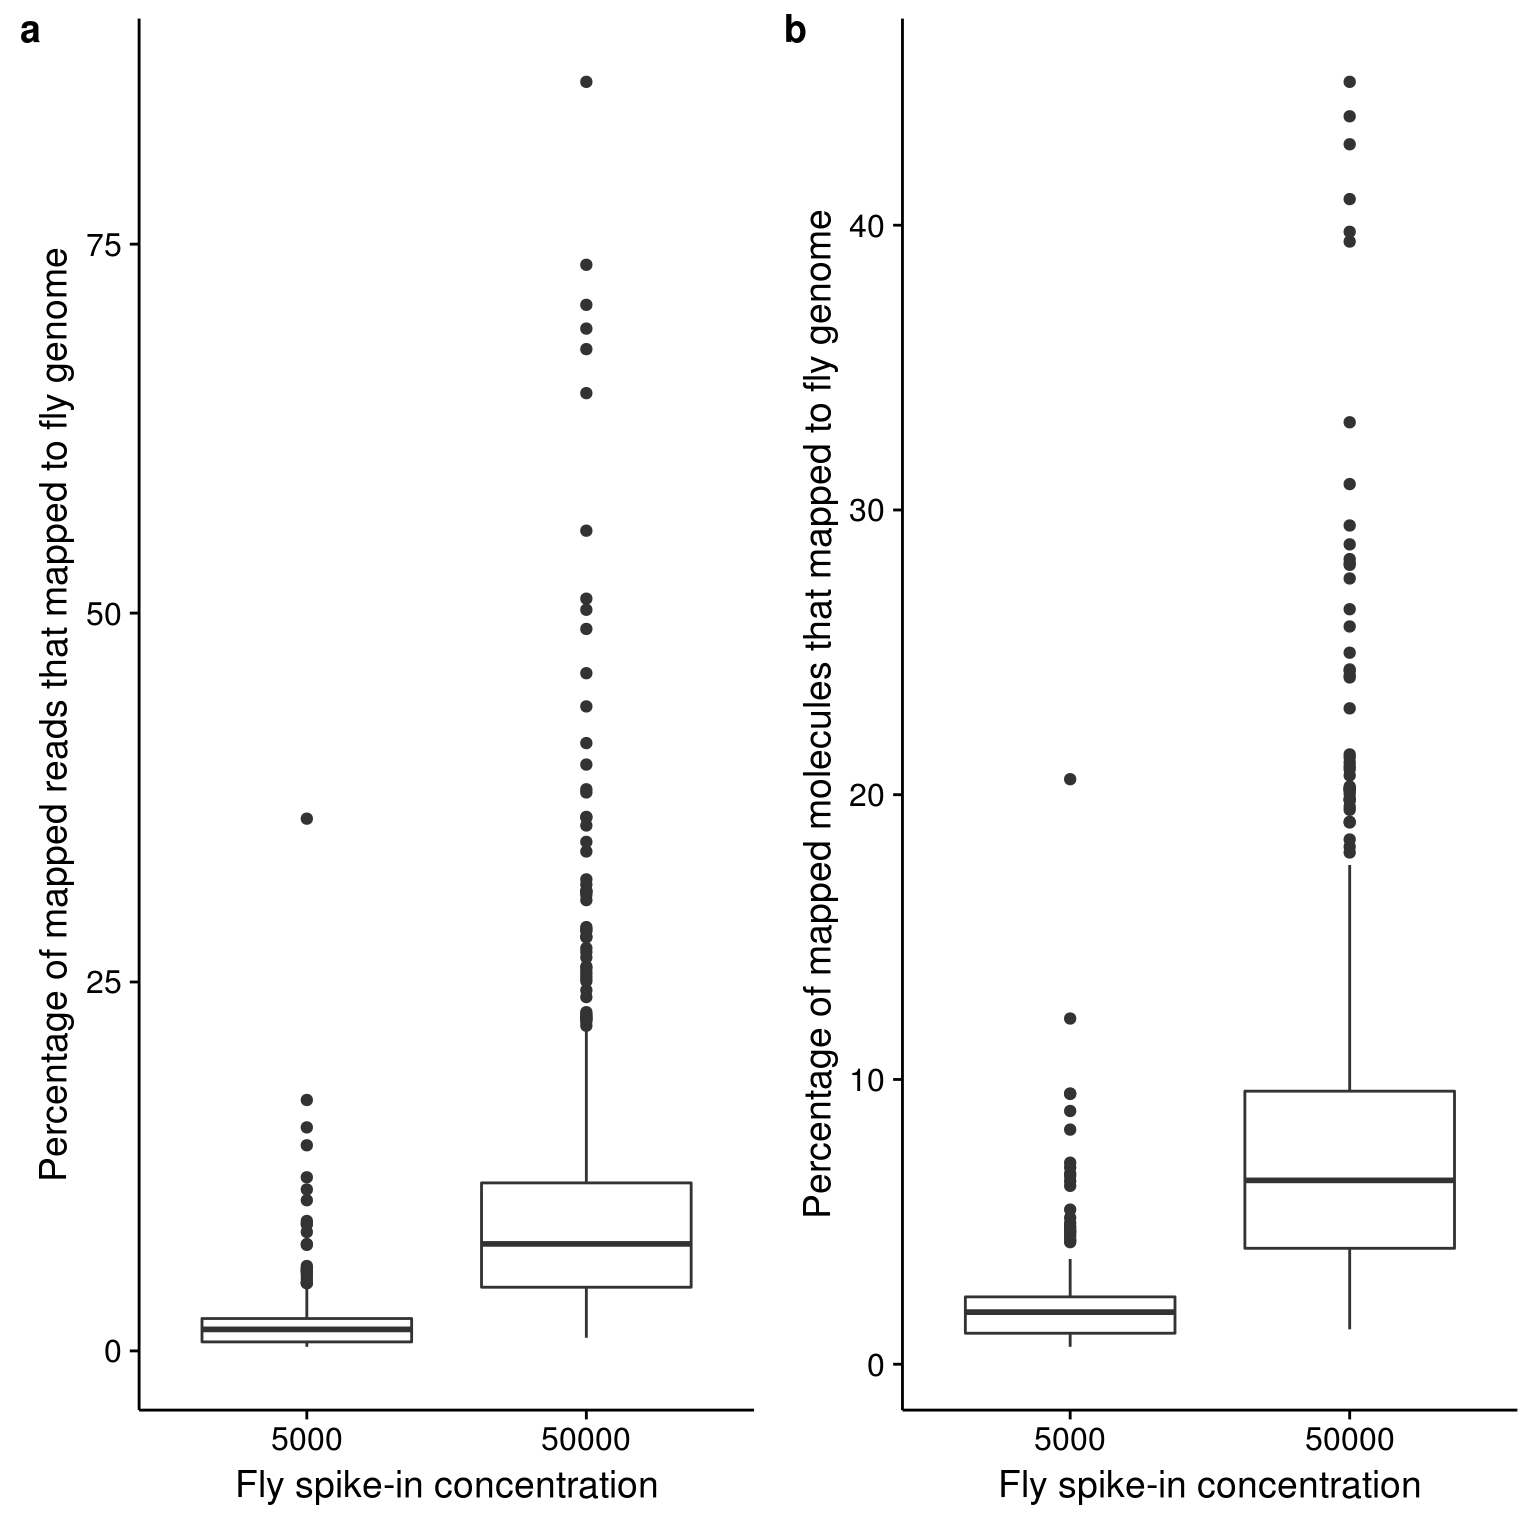 a
Percentage of mapped reads that mapped to fly genome
75
50
25
0
5000 50000
Fly spike-in concentration
b
Percentage of mapped molecules that mapped to fly genome
40
30
20
10
0
5000 50000
Fly spike-in concentration